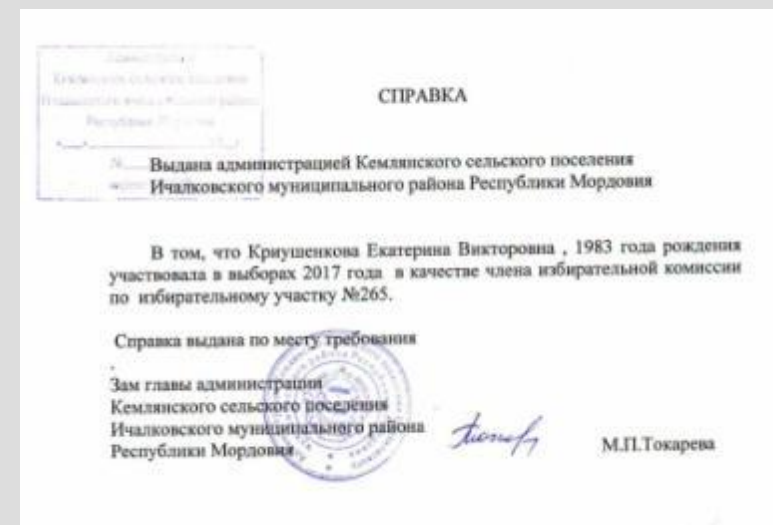 СПРАВКА
Выдана администрацией Кемлянского сельского поселения
Ичалковского муниципального района Республики Мордовия
В том, что Криушенкова Екатерина Викторовна , 1983 года рождения
участвовала в выборах 2017 года в качестве члена избирательной комиссии
по избирательному участку №265.
Справка выдана по месту требования
.
Зам главы администрации
Кемлянского сельского поселения
Ичалковского муниципального района
Республики Мордовия
М.П.Токарева